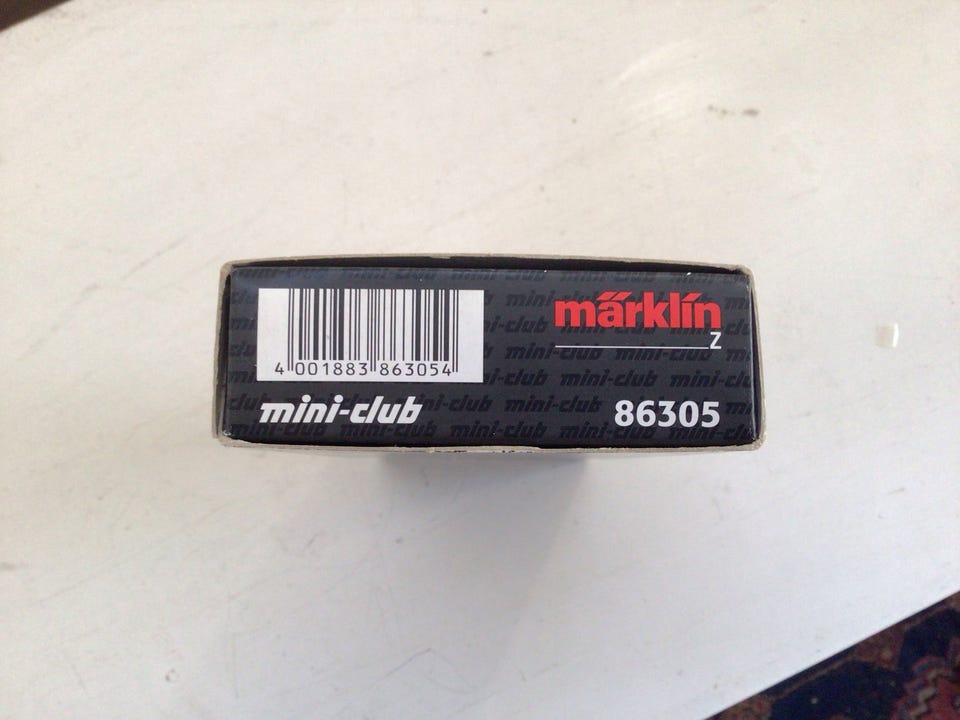 märklin
Z
4 001883 863054
mini-club
86305